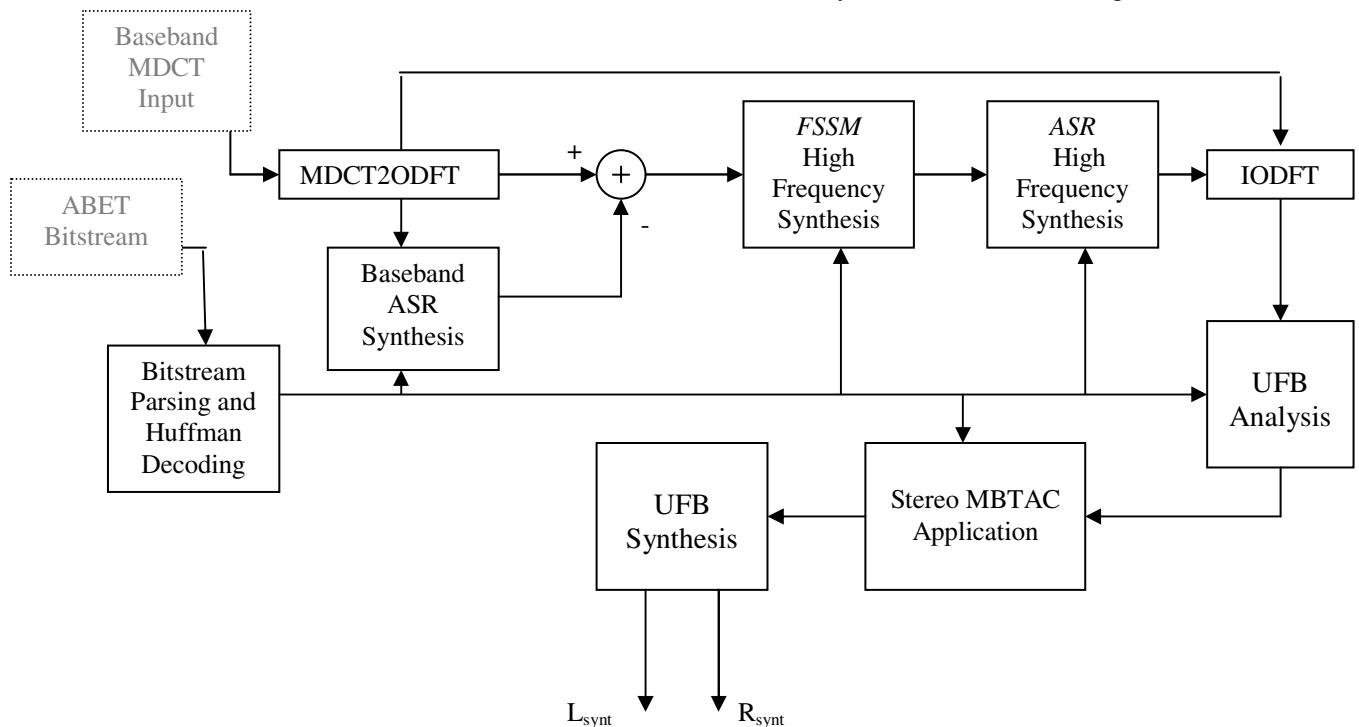 Baseband
MDCT
Input
ABET
Bitstream
MDCT2ODFT
+
+
-
FSSM
High
Frequency
Synthesis
ASR
High
Frequency
Synthesis
IODFT
Baseband
ASR
Synthesis
Bitstream
Parsing and
Huffman
Decoding
UFB
Analysis
UFB
Synthesis
Stereo MBTAC
Application
Lsynt
Rsynt